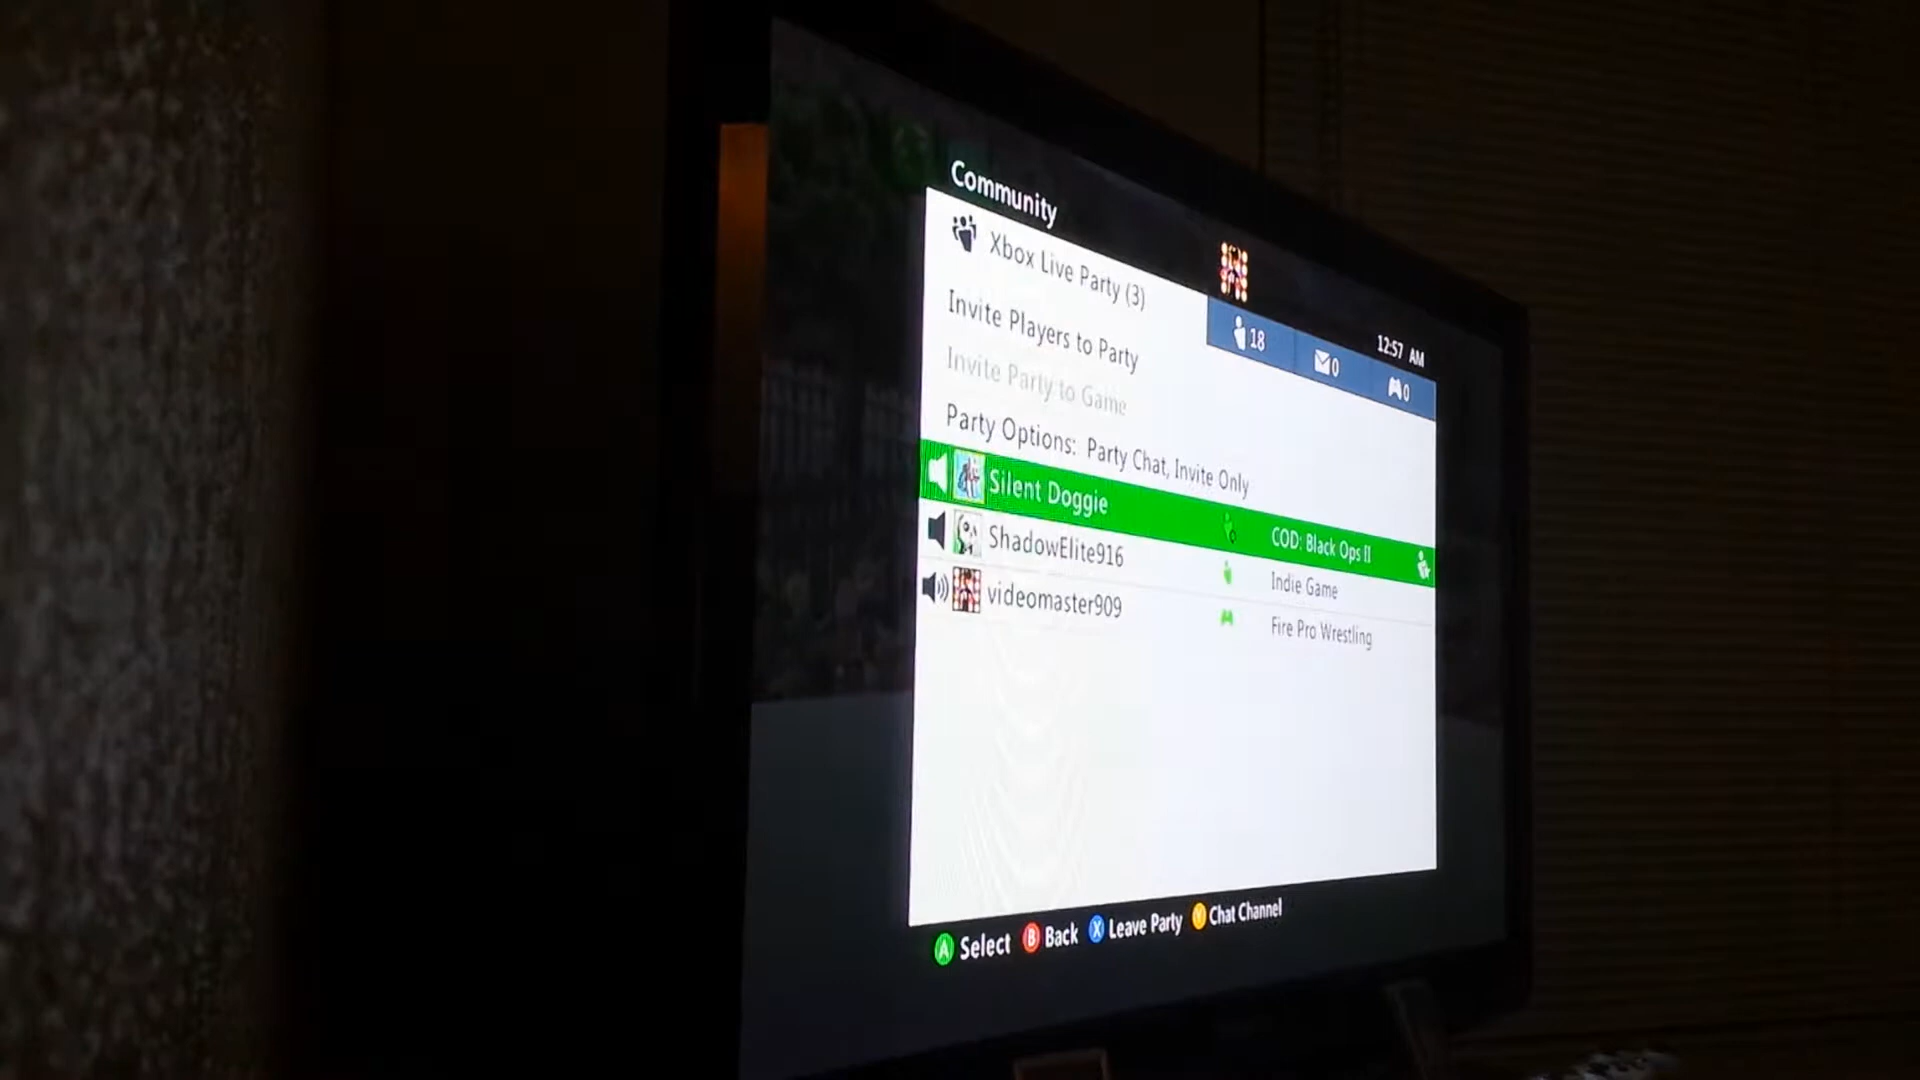 Community
Xbox Live Party (3)
18
0
12:57 AM
0
Invite Players to Party
Invite Party to Game
Party Options: Party Chat, Invite Only
Silent Doggie COD: Black Ops II
ShadowElite916 Indie Game
videomaster909 Fire Pro Wrestling
A Select B Back X Leave Party Y Chat Channel